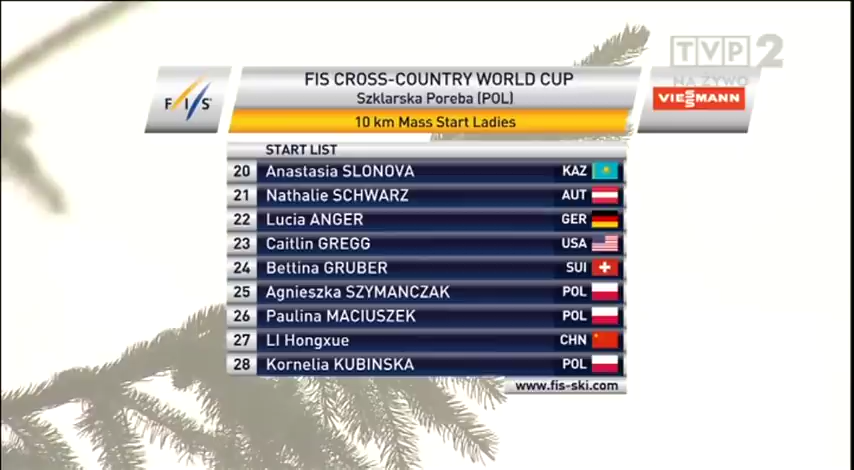 TVP2
NA ŻYWO
FIS
FIS CROSS-COUNTRY WORLD CUP
Szklarska Poreba (POL)
VIESSMANN
10 km Mass Start Ladies
START LIST
20 Anastasia SLONOVA KAZ
21 Nathalie SCHWARZ AUT
22 Lucia ANGER GER
23 Caitlin GREGG USA
24 Bettina GRUBER SUI
25 Agnieszka SZYMANCZAK POL
26 Paulina MACIUSZEK POL
27 LI Hongxue CHN
28 Kornelia KUBINSKA POL
www.fis-ski.com